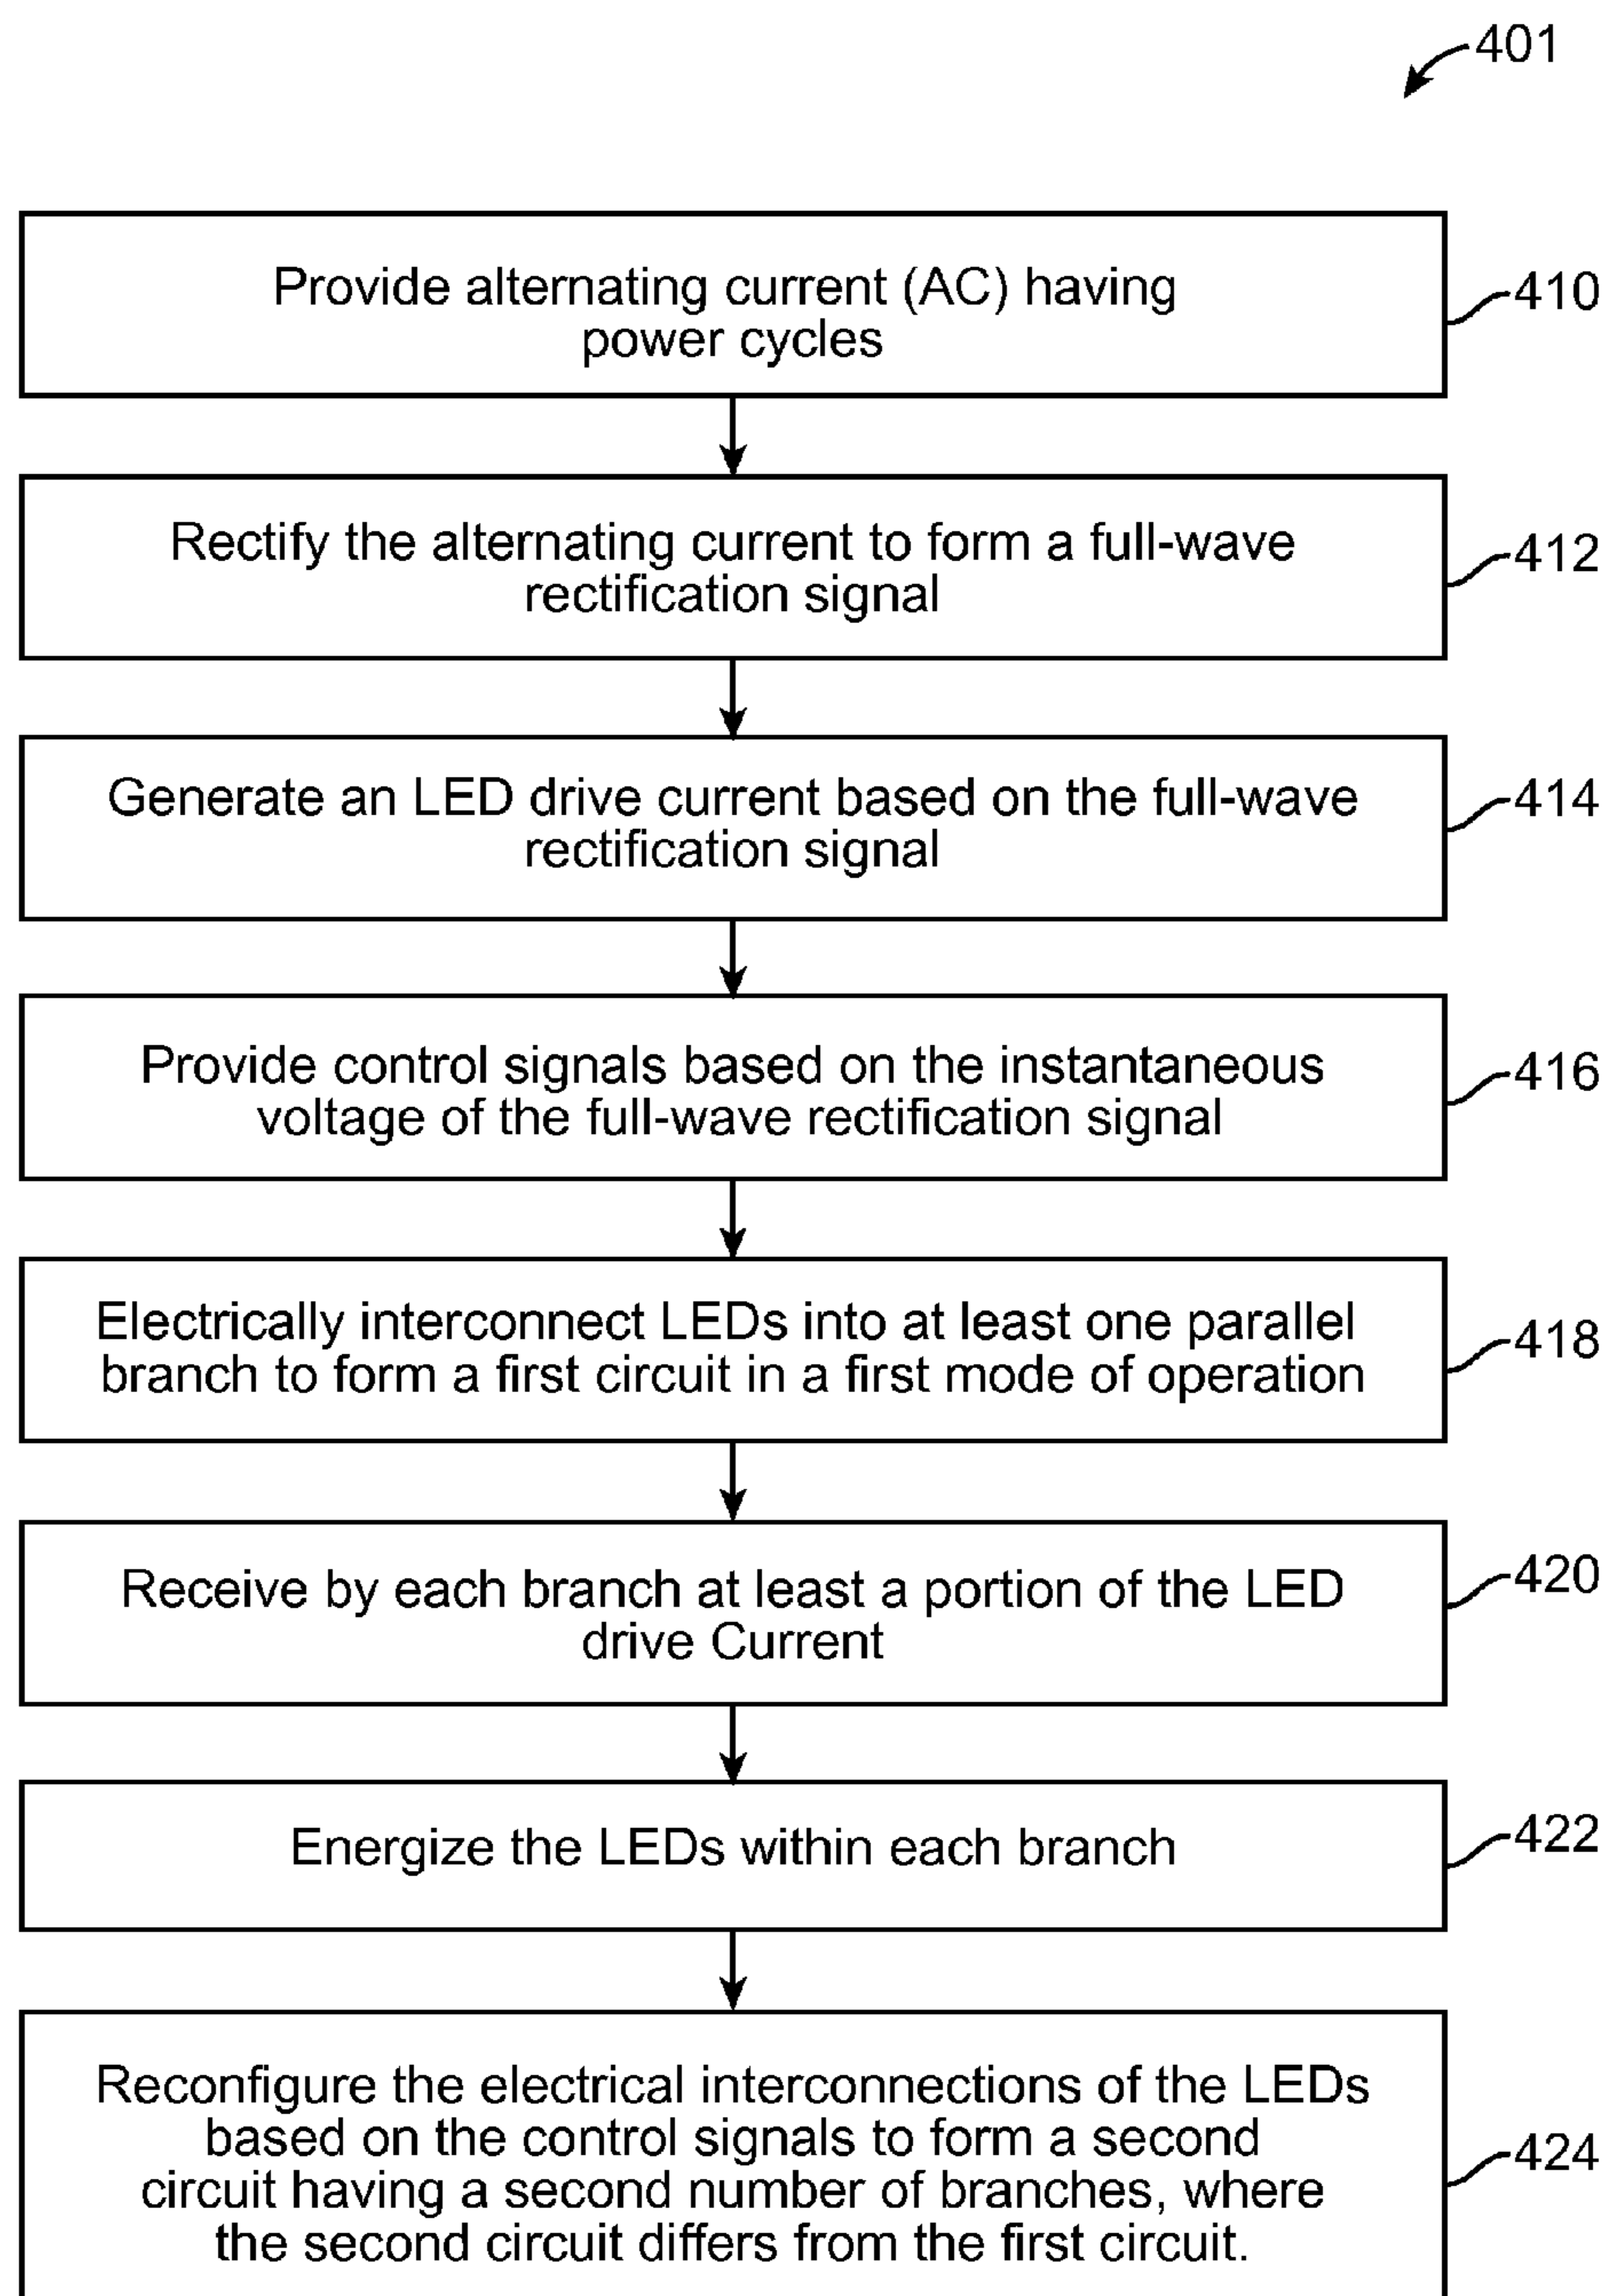 401
Provide alternating current (AC) having
power cycles
410
Rectify the alternating current to form a full-wave
rectification signal
412
Generate an LED drive current based on the full-wave
rectification signal
414
Provide control signals based on the instantaneous
voltage of the full-wave rectification signal
416
Electrically interconnect LEDs into at least one parallel
branch to form a first circuit in a first mode of operation
418
Receive by each branch at least a portion of the LED
drive Current
420
Energize the LEDs within each branch
422
Reconfigure the electrical interconnections of the LEDs
based on the control signals to form a second
circuit having a second number of branches, where
the second circuit differs from the first circuit.
424